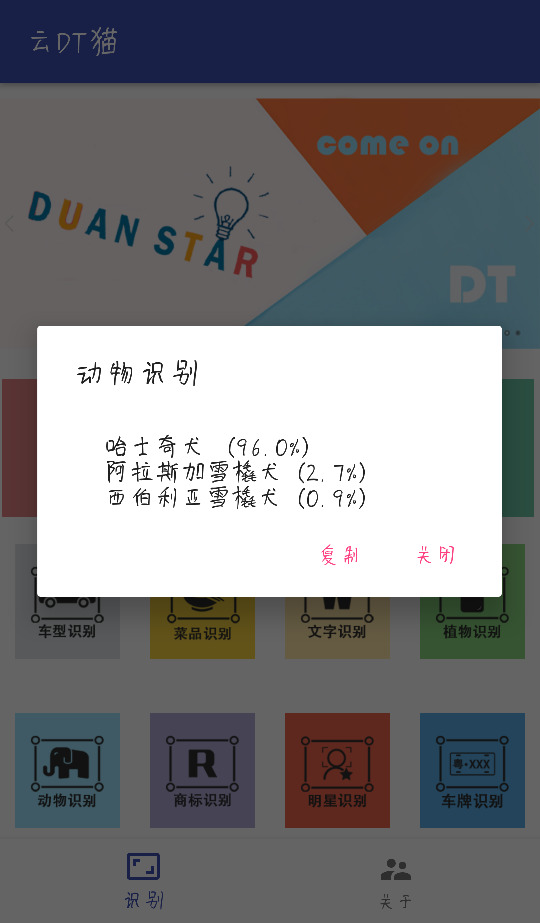 云DT猫
come on
DUAN STAR
DT
动物识别
哈士奇犬 (96.0%)
阿拉斯加雪橇犬 (2.7%)
西伯利亚雪橇犬 (0.9%)
复制 关闭
车型识别 菜品识别 文字识别 植物识别
R 粤·XXX
动物识别 商标识别 明星识别 车牌识别
识别 关于